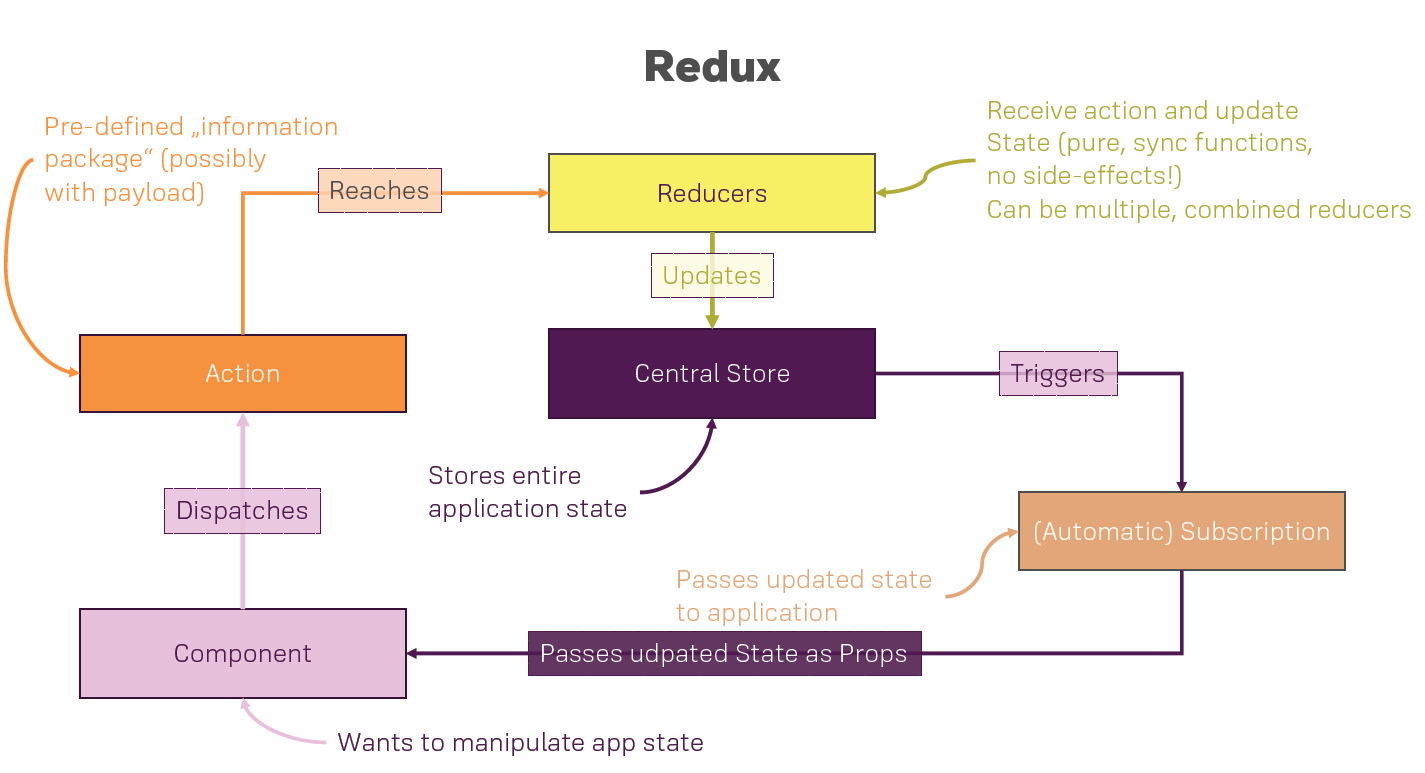 Redux
Pre-defined „information
package“ (possibly
with payload)
Receive action and update
State (pure, sync functions,
no side-effects!)
Can be multiple, combined reducers
Reaches
Reducers
Updates
Action
Central Store
Triggers
Stores entire
application state
Dispatches
(Automatic) Subscription
Passes updated state
to application
Component
Passes udpated State as Props
Wants to manipulate app state